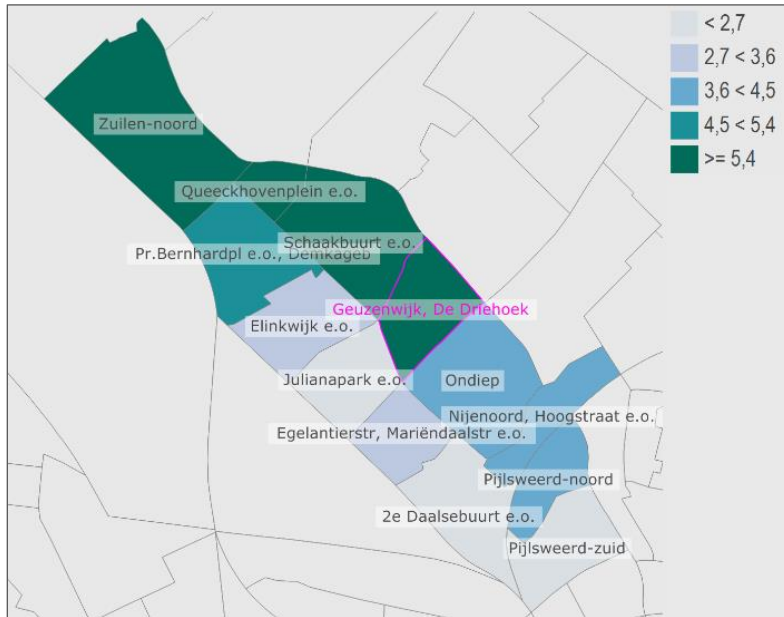 < 2,7
2,7 < 3,6
3,6 < 4,5
4,5 < 5,4
>= 5,4
Zuilen-noord
Queeckhovenplein e.o.
Schaakbuurt e.o.
Pr.Bernhardpl e.o., Demkageb
Geuzenwijk, De Driehoek
Elinkwijk e.o.
Julianapark e.o.
Ondiep
Nijenoord, Hoogstraat e.o.
Egelantierstr, Mariëndaalstr e.o.
Pijlsweerd-noord
2e Daalsebuurt e.o.
Pijlsweerd-zuid